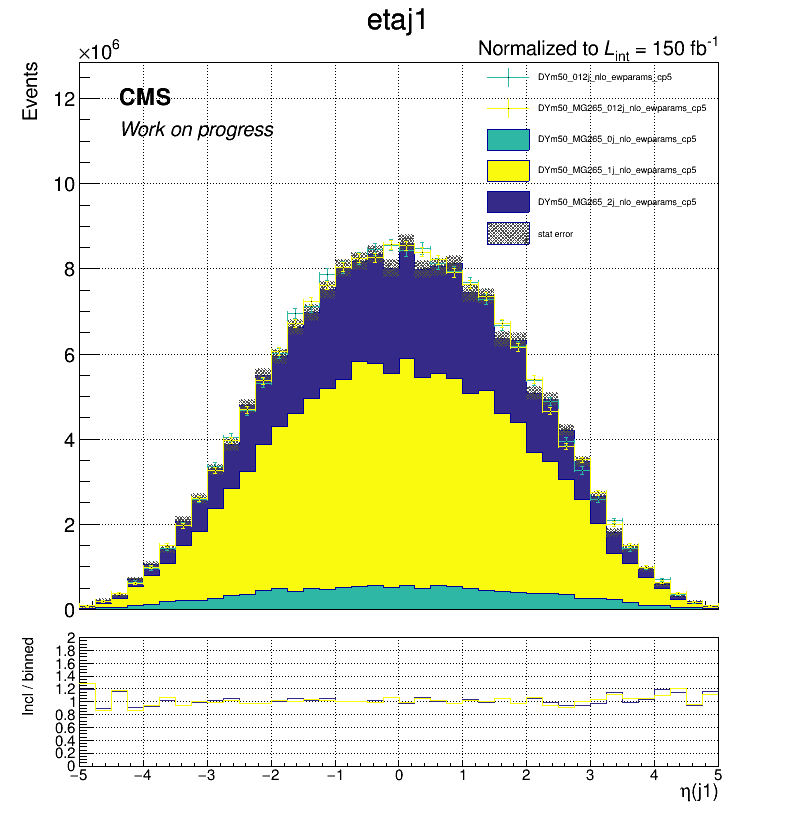 etaj1
×10⁶
Normalized to L_int = 150 fb⁻¹
Events
CMS
Work on progress
DYm50_012j_nlo_ewparams_cp5
DYm50_MG265_012j_nlo_ewparams_cp5
DYm50_MG265_0j_nlo_ewparams_cp5
DYm50_MG265_1j_nlo_ewparams_cp5
DYm50_MG265_2j_nlo_ewparams_cp5
stat error
12
10
8
6
4
2
0
Incl / binned
2
1.8
1.6
1.4
1.2
1
0.8
0.6
0.4
0.2
0
−5 −4 −3 −2 −1 0 1 2 3 4 5
η(j1)